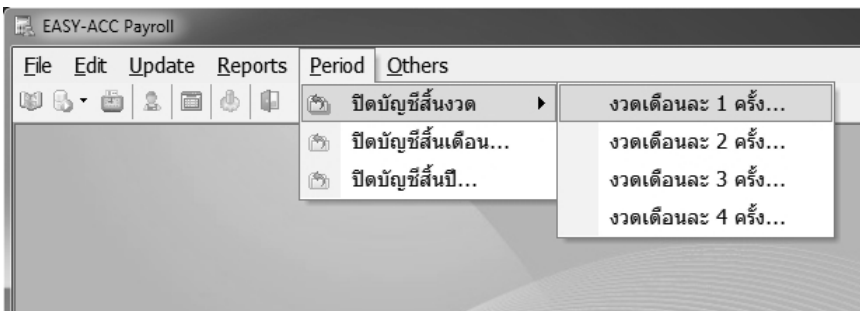 EASY-ACC Payroll
File Edit Update Reports Period Others
ปิดบัญชีสิ้นงวด งวดเดือนละ 1 ครั้ง...
ปิดบัญชีสิ้นเดือน... งวดเดือนละ 2 ครั้ง...
ปิดบัญชีสิ้นปี... งวดเดือนละ 3 ครั้ง...
งวดเดือนละ 4 ครั้ง...